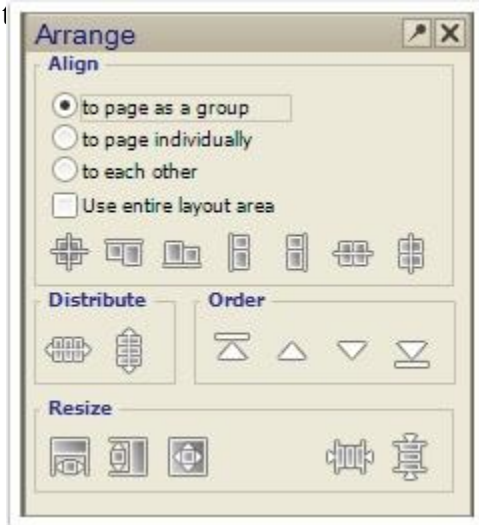 Arrange
Align
to page as a group
to page individually
to each other
Use entire layout area
Distribute
Order
Resize